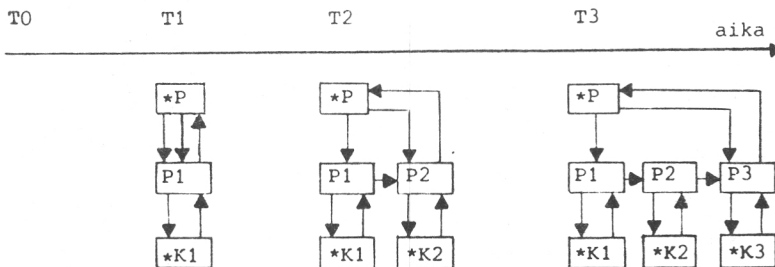 T0 T1 T2 T3
aika
*P *P *P
P1 P1 P2 P1 P2 P3
*K1 *K1 *K2 *K1 *K2 *K3